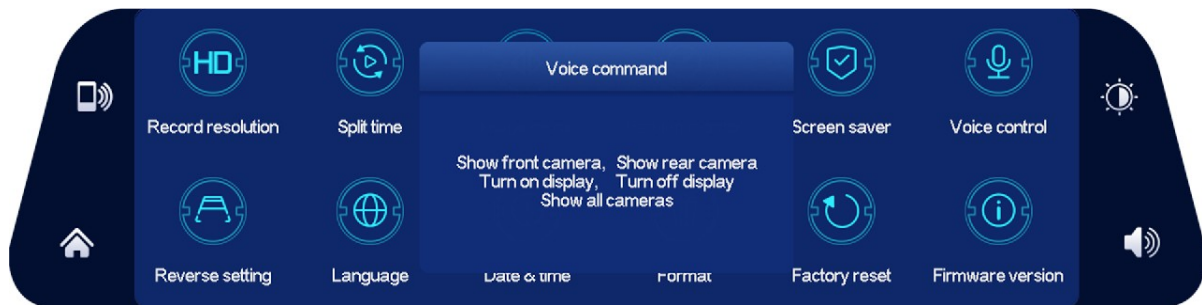 HD
Voice command
Record resolution
Split time
Screen saver
Voice control
Show front camera, Show rear camera
Turn on display, Turn off display
Show all cameras
Reverse setting
Language
Date & time
Format
Factory reset
Firmware version